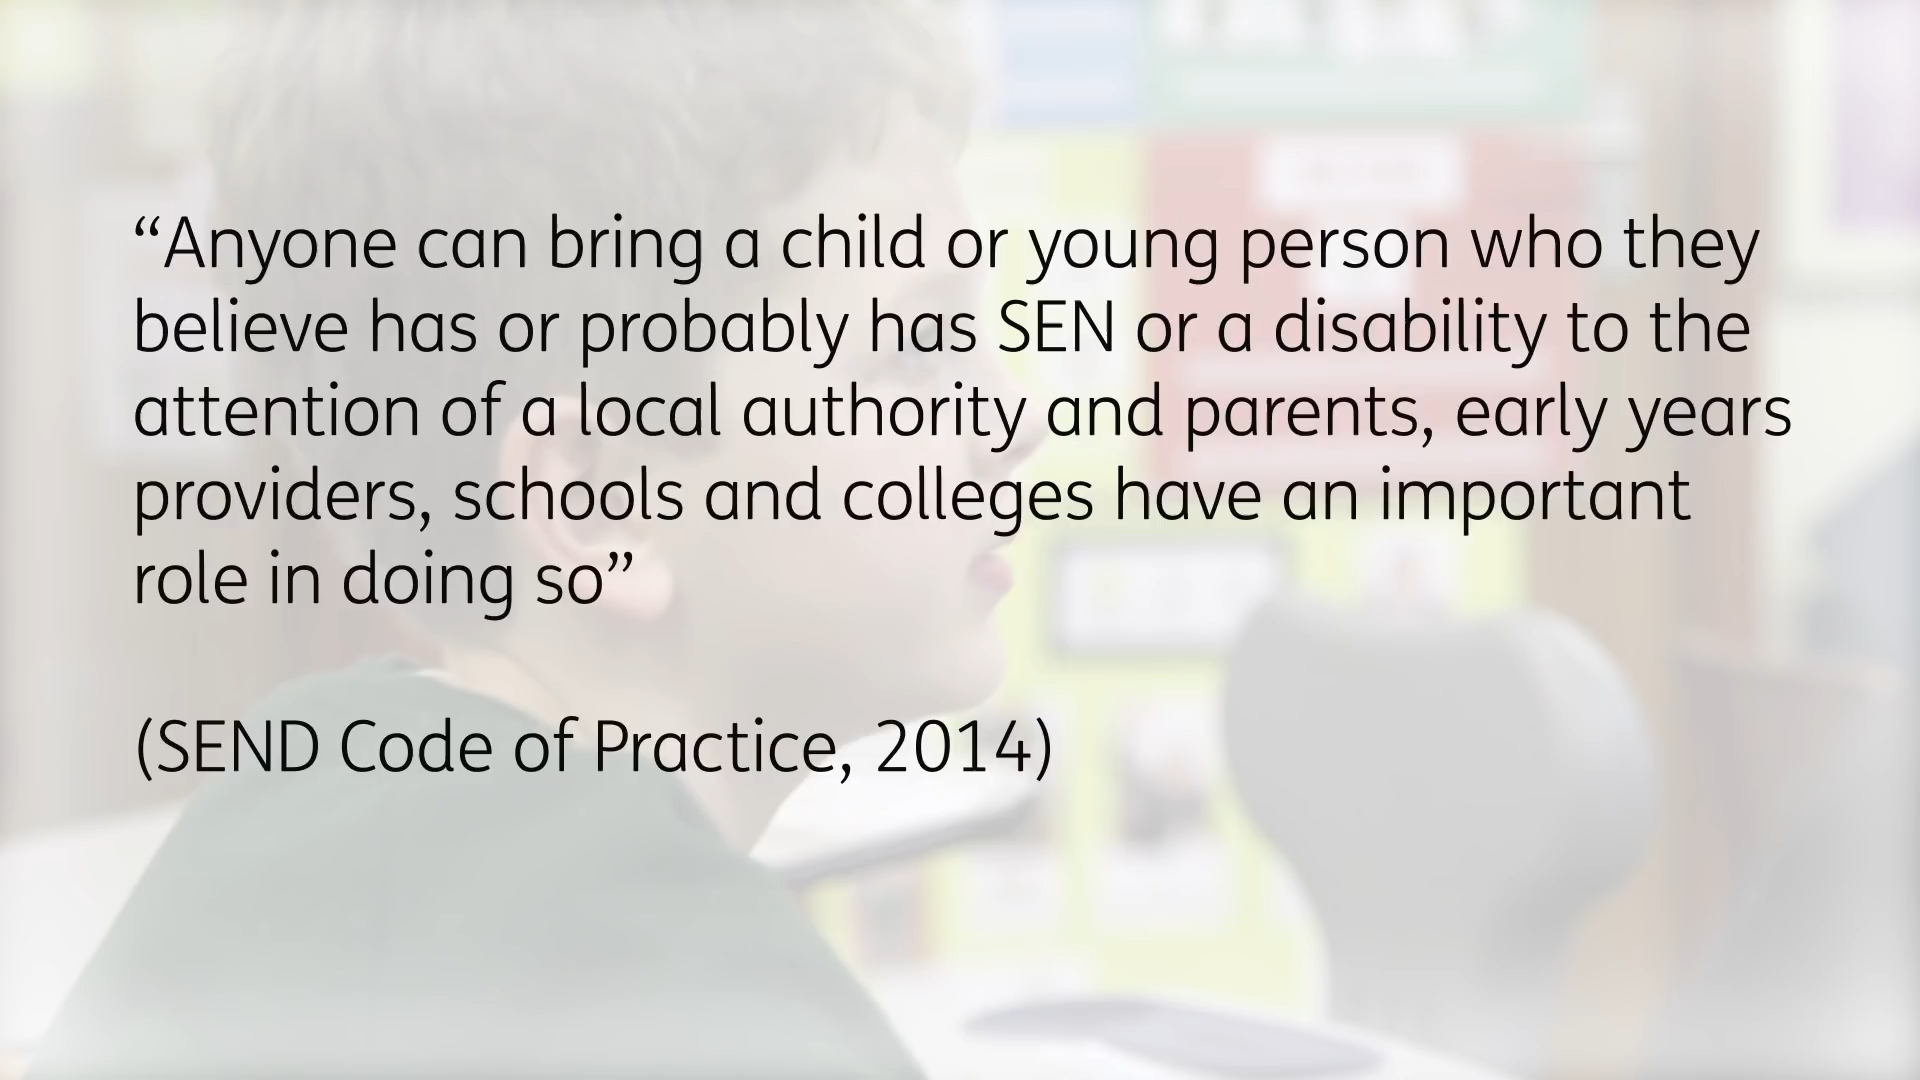 “Anyone can bring a child or young person who they
believe has or probably has SEN or a disability to the
attention of a local authority and parents, early years
providers, schools and colleges have an important
role in doing so”
(SEND Code of Practice, 2014)